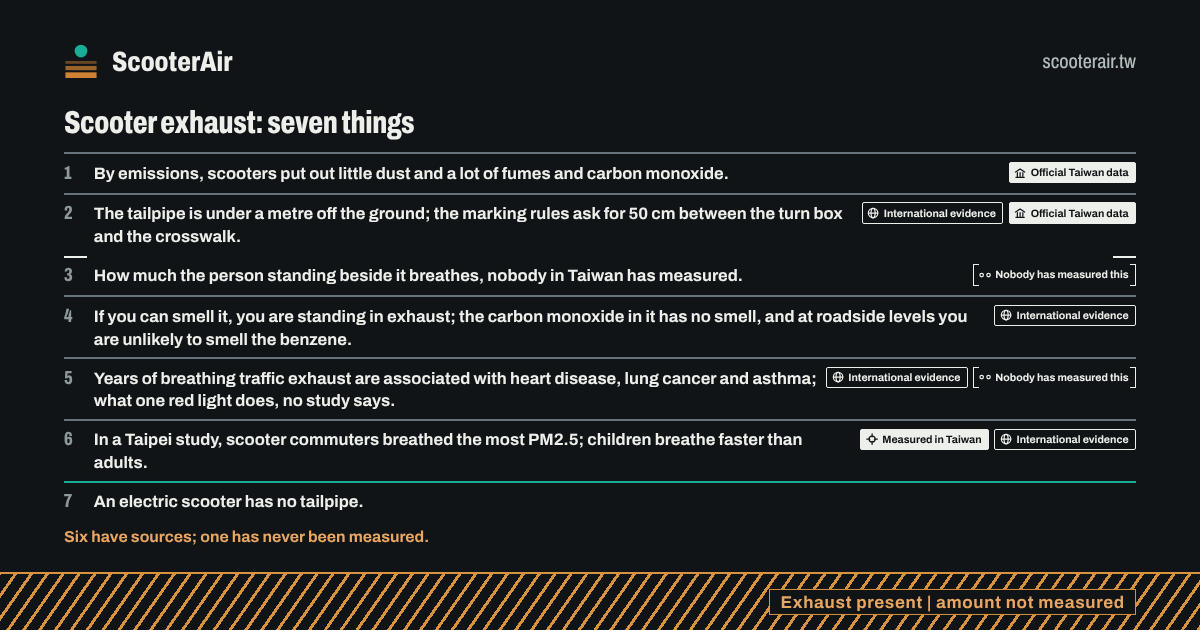 ScooterAir
scooterair.tw
Scooter exhaust: seven things
1 By emissions, scooters put out little dust and a lot of fumes and carbon monoxide. Official Taiwan data
2 The tailpipe is under a metre off the ground; the marking rules ask for 50 cm between the turn box International evidence Official Taiwan data
and the crosswalk.
3 How much the person standing beside it breathes, nobody in Taiwan has measured. Nobody has measured this
4 If you can smell it, you are standing in exhaust; the carbon monoxide in it has no smell, and at roadside levels you International evidence
are unlikely to smell the benzene.
5 Years of breathing traffic exhaust are associated with heart disease, lung cancer and asthma; International evidence Nobody has measured this
what one red light does, no study says.
6 In a Taipei study, scooter commuters breathed the most PM2.5; children breathe faster than Measured in Taiwan International evidence
adults.
7 An electric scooter has no tailpipe.
Six have sources; one has never been measured.
Exhaust present | amount not measured